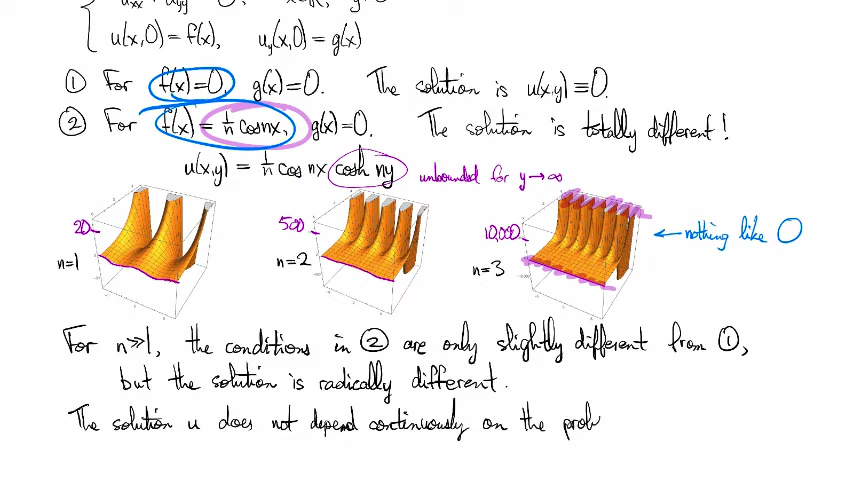 u(x,0) = f(x), u_y(x,0) = g(x)
① For f(x)=0, g(x)=0. The solution is u(x,y) ≡ 0.
② For f(x) = 1/n cos nx, g(x)=0. The solution is totally different!
u(x,y) = 1/n cos nx cosh ny unbounded for y→∞
20 500 10,000 ← nothing like 0
n=1 n=2 n=3
For n≫1, the conditions in ② are only slightly different from ①,
but the solution is radically different.
The solution u does not depend continuously on the prob